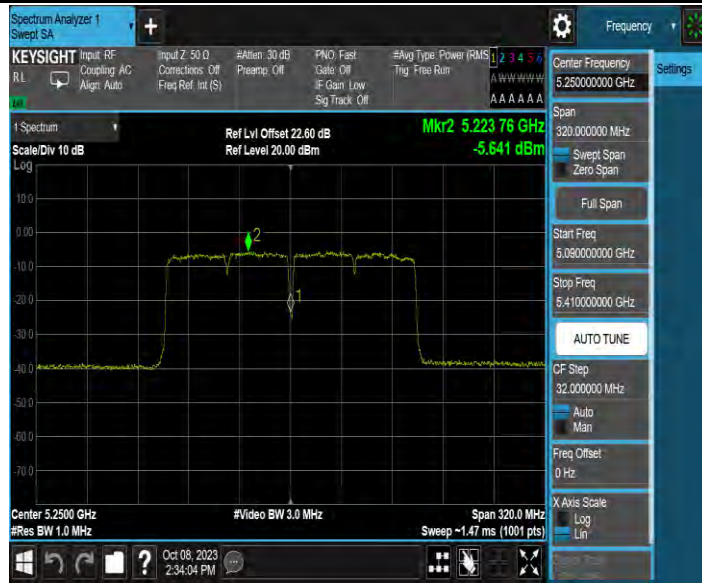 Spectrum Analyzer 1
Swept SA
+
Frequency
KEYSIGHT
RL
Input: RF
Coupling: AC
Align: Auto
Input Z: 50 Ω
Corrections: Off
Freq Ref: Int (S)
#Atten: 30 dB
Preamp: Off
PNO: Fast
Gate: Off
IF Gain: Low
Sig Track: Off
#Avg Type: Power (RMS
Trig: Free Run
1 2 3 4 5 6
A W W W W W
A A A A A A
Center Frequency
5.250000000 GHz
Settings
Span
320.000000 MHz
Swept Span
Zero Span
Full Span
Start Freq
5.090000000 GHz
Stop Freq
5.410000000 GHz
AUTO TUNE
CF Step
32.000000 MHz
Auto
Man
Freq Offset
0 Hz
X Axis Scale
Log
Lin
1 Spectrum
Scale/Div 10 dB
Ref Lvl Offset 22.60 dB
Ref Level 20.00 dBm
Mkr2 5.223 76 GHz
-5.641 dBm
Log
10.0
0.00
-10.0
-20.0
-30.0
-40.0
-50.0
-60.0
-70.0
2
1
Center 5.2500 GHz
#Res BW 1.0 MHz
#Video BW 3.0 MHz
Span 320.0 MHz
Sweep ~1.47 ms (1001 pts)
?
Oct 08, 2023
2:34:04 PM